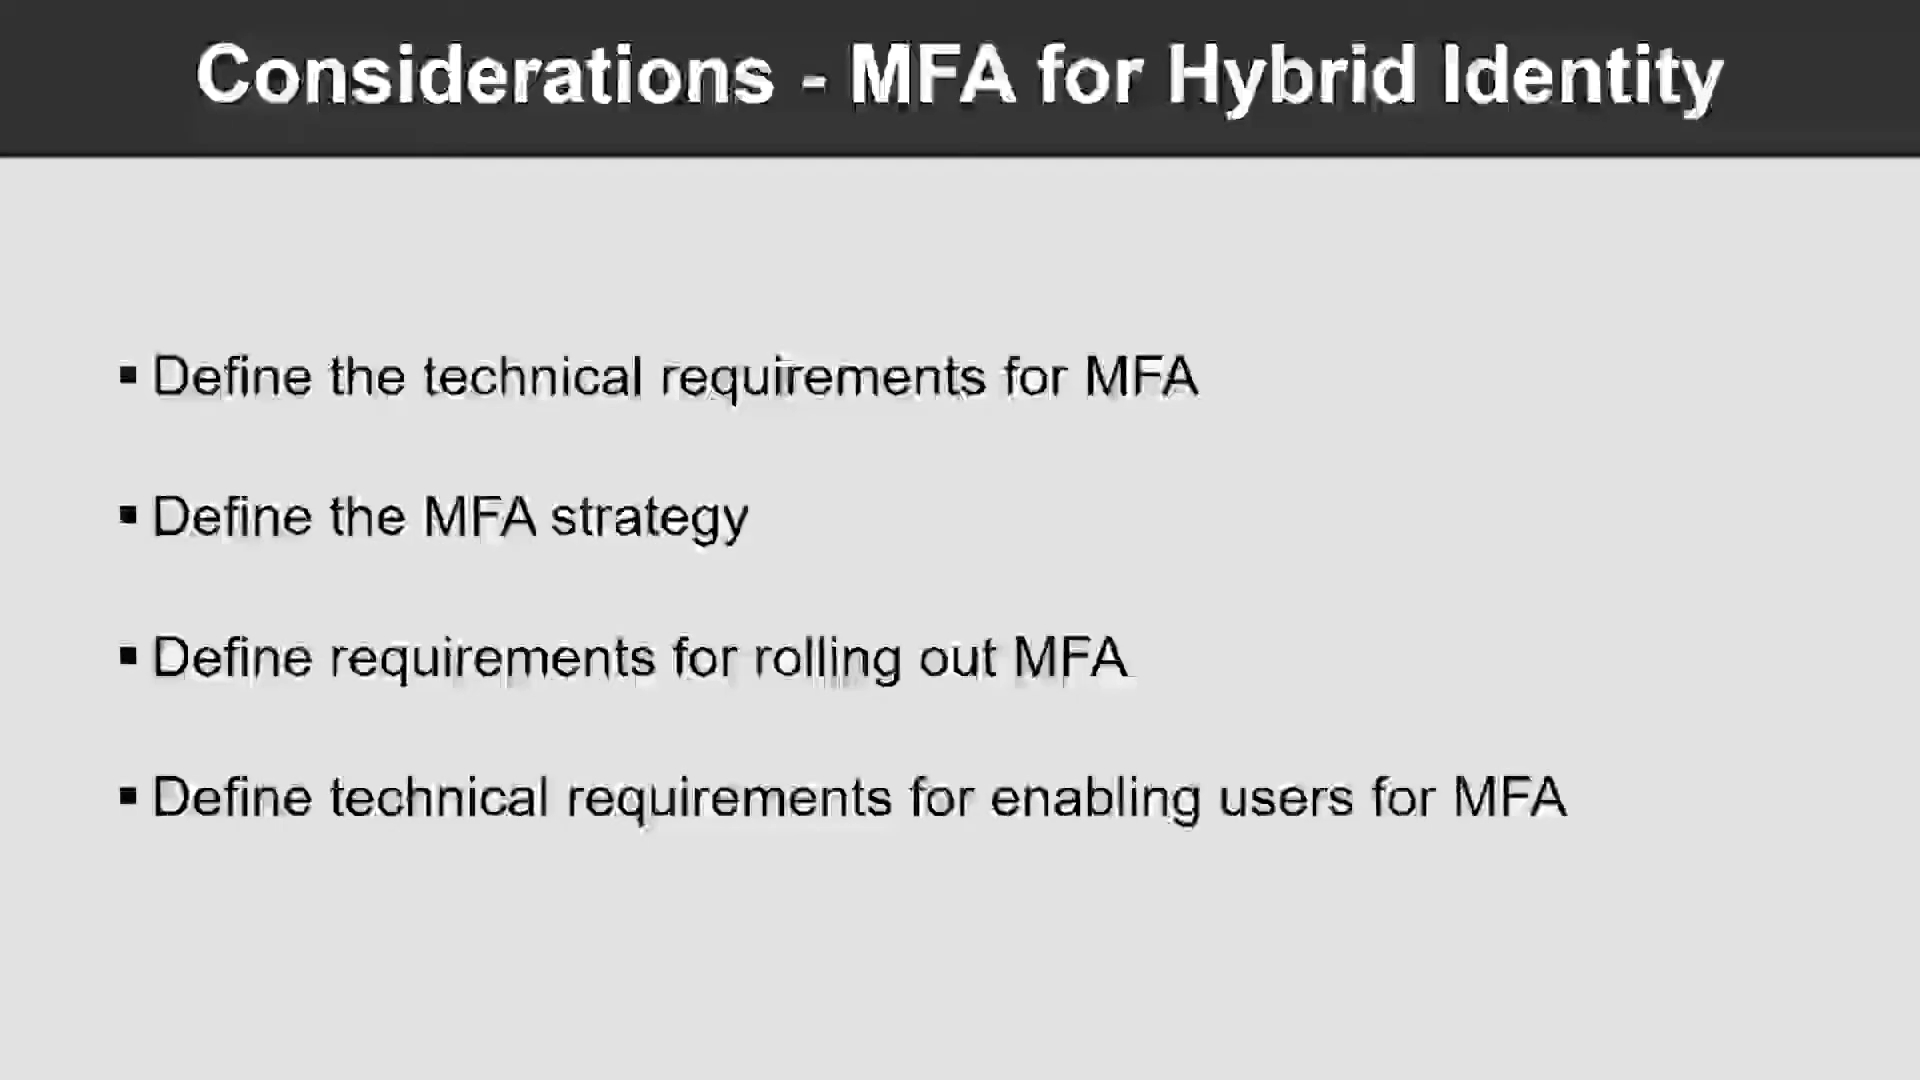 Considerations - MFA for Hybrid Identity
▪ Define the technical requirements for MFA
▪ Define the MFA strategy
▪ Define requirements for rolling out MFA
▪ Define technical requirements for enabling users for MFA